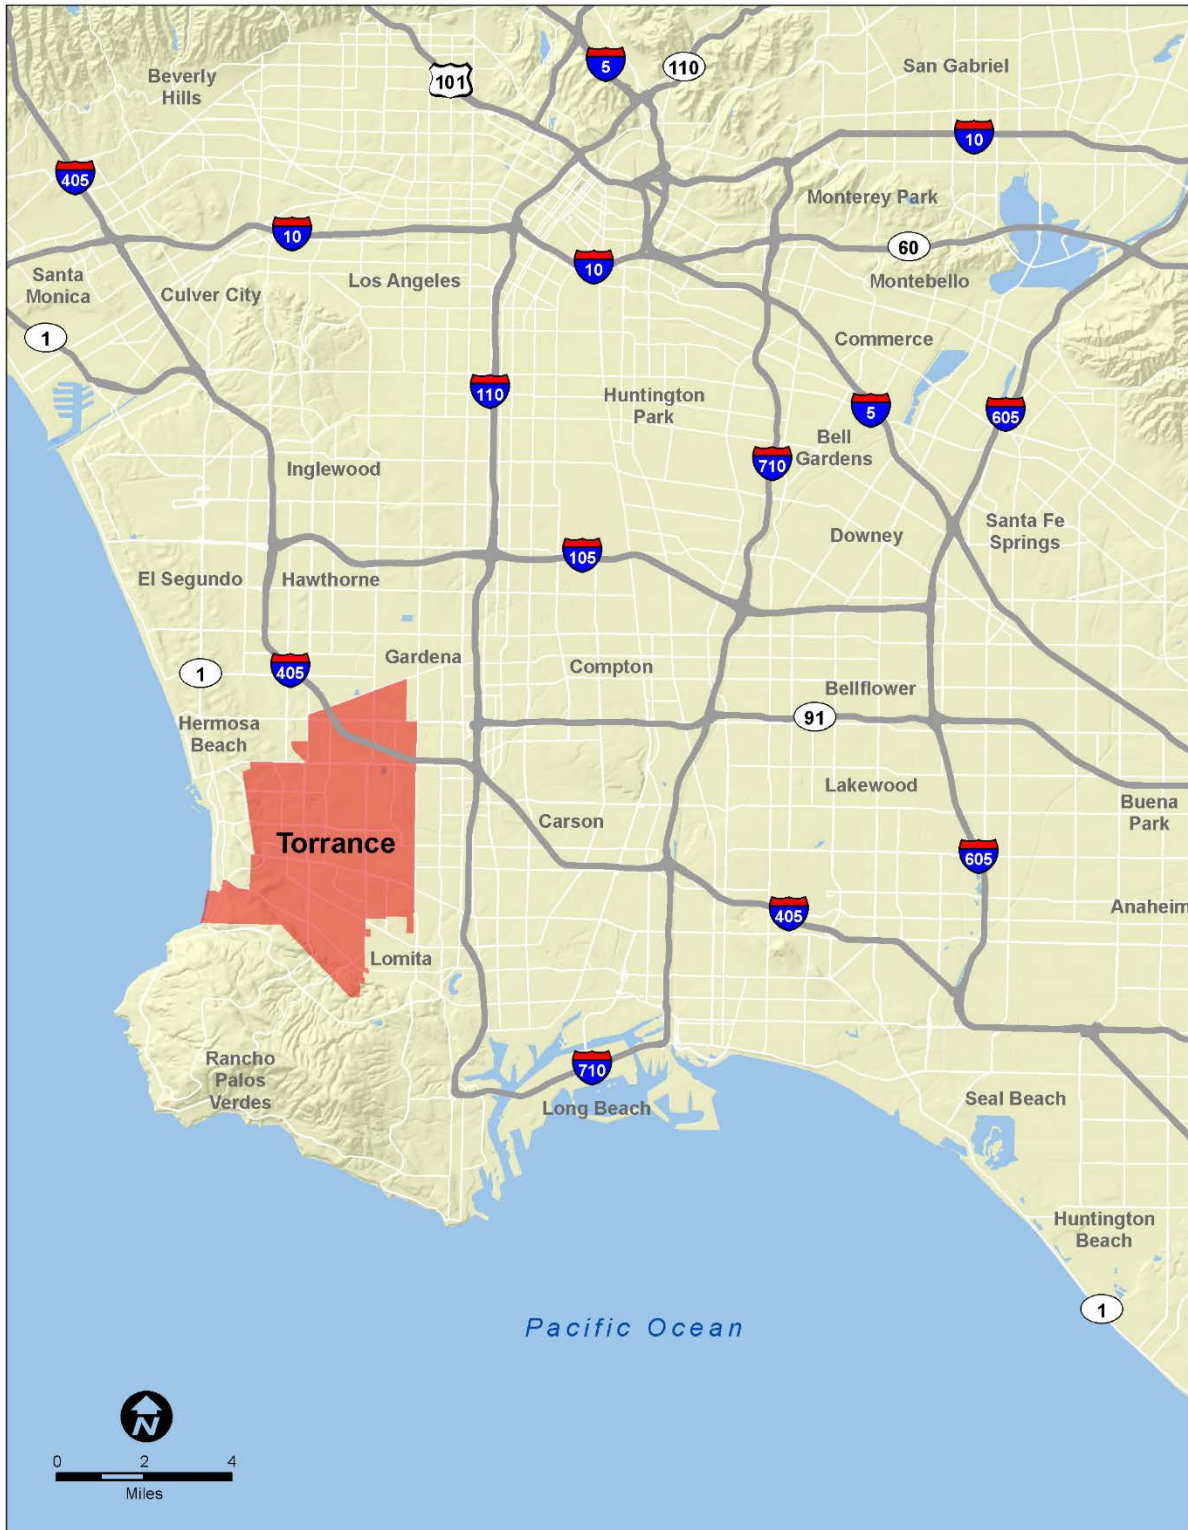 Beverly
Hills
101
5
110
San Gabriel
10
405
Monterey Park
10
60
10
Santa
Monica
Culver City
Los Angeles
Montebello
1
Commerce
110
Huntington
Park
5
605
Bell
Gardens
710
Inglewood
Santa Fe
Springs
Downey
105
El Segundo
Hawthorne
Gardena
Compton
1
405
Bellflower
91
Hermosa
Beach
Lakewood
Buena
Park
Carson
Torrance
605
405
Anaheim
Lomita
Rancho
Palos
Verdes
710
Long Beach
Seal Beach
Huntington
Beach
1
Pacific Ocean
N
0 2 4
Miles